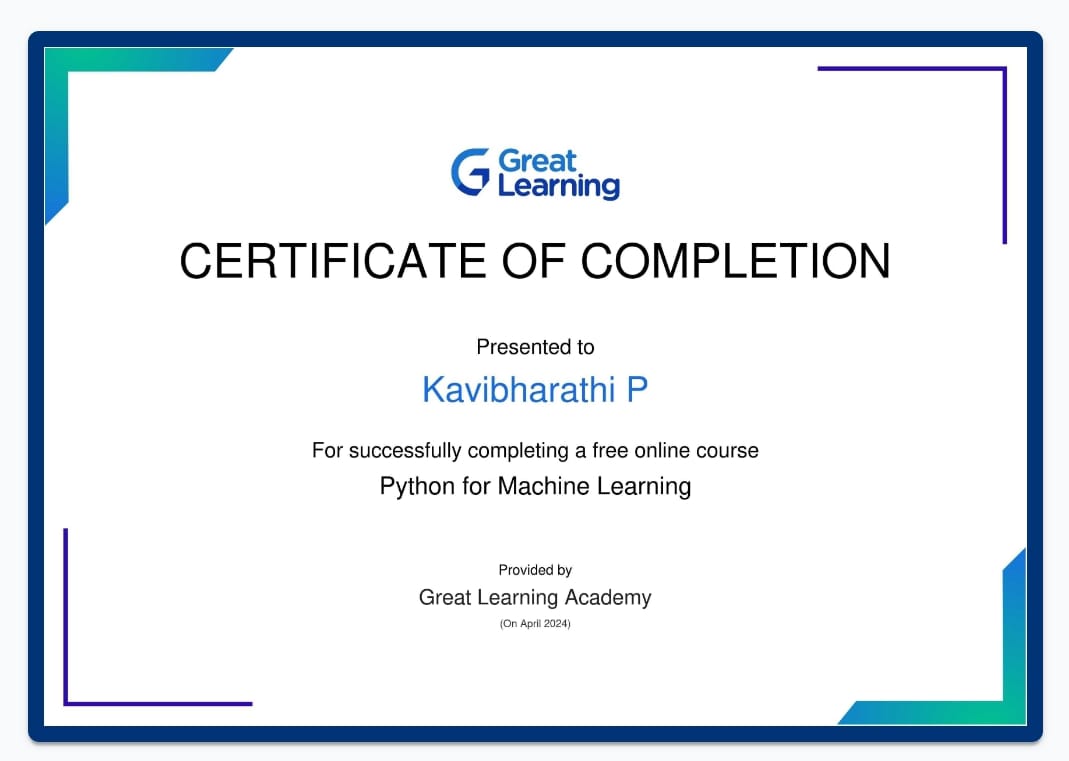 Great
Learning
CERTIFICATE OF COMPLETION
Presented to
Kavibharathi P
For successfully completing a free online course
Python for Machine Learning
Provided by
Great Learning Academy
(On April 2024)